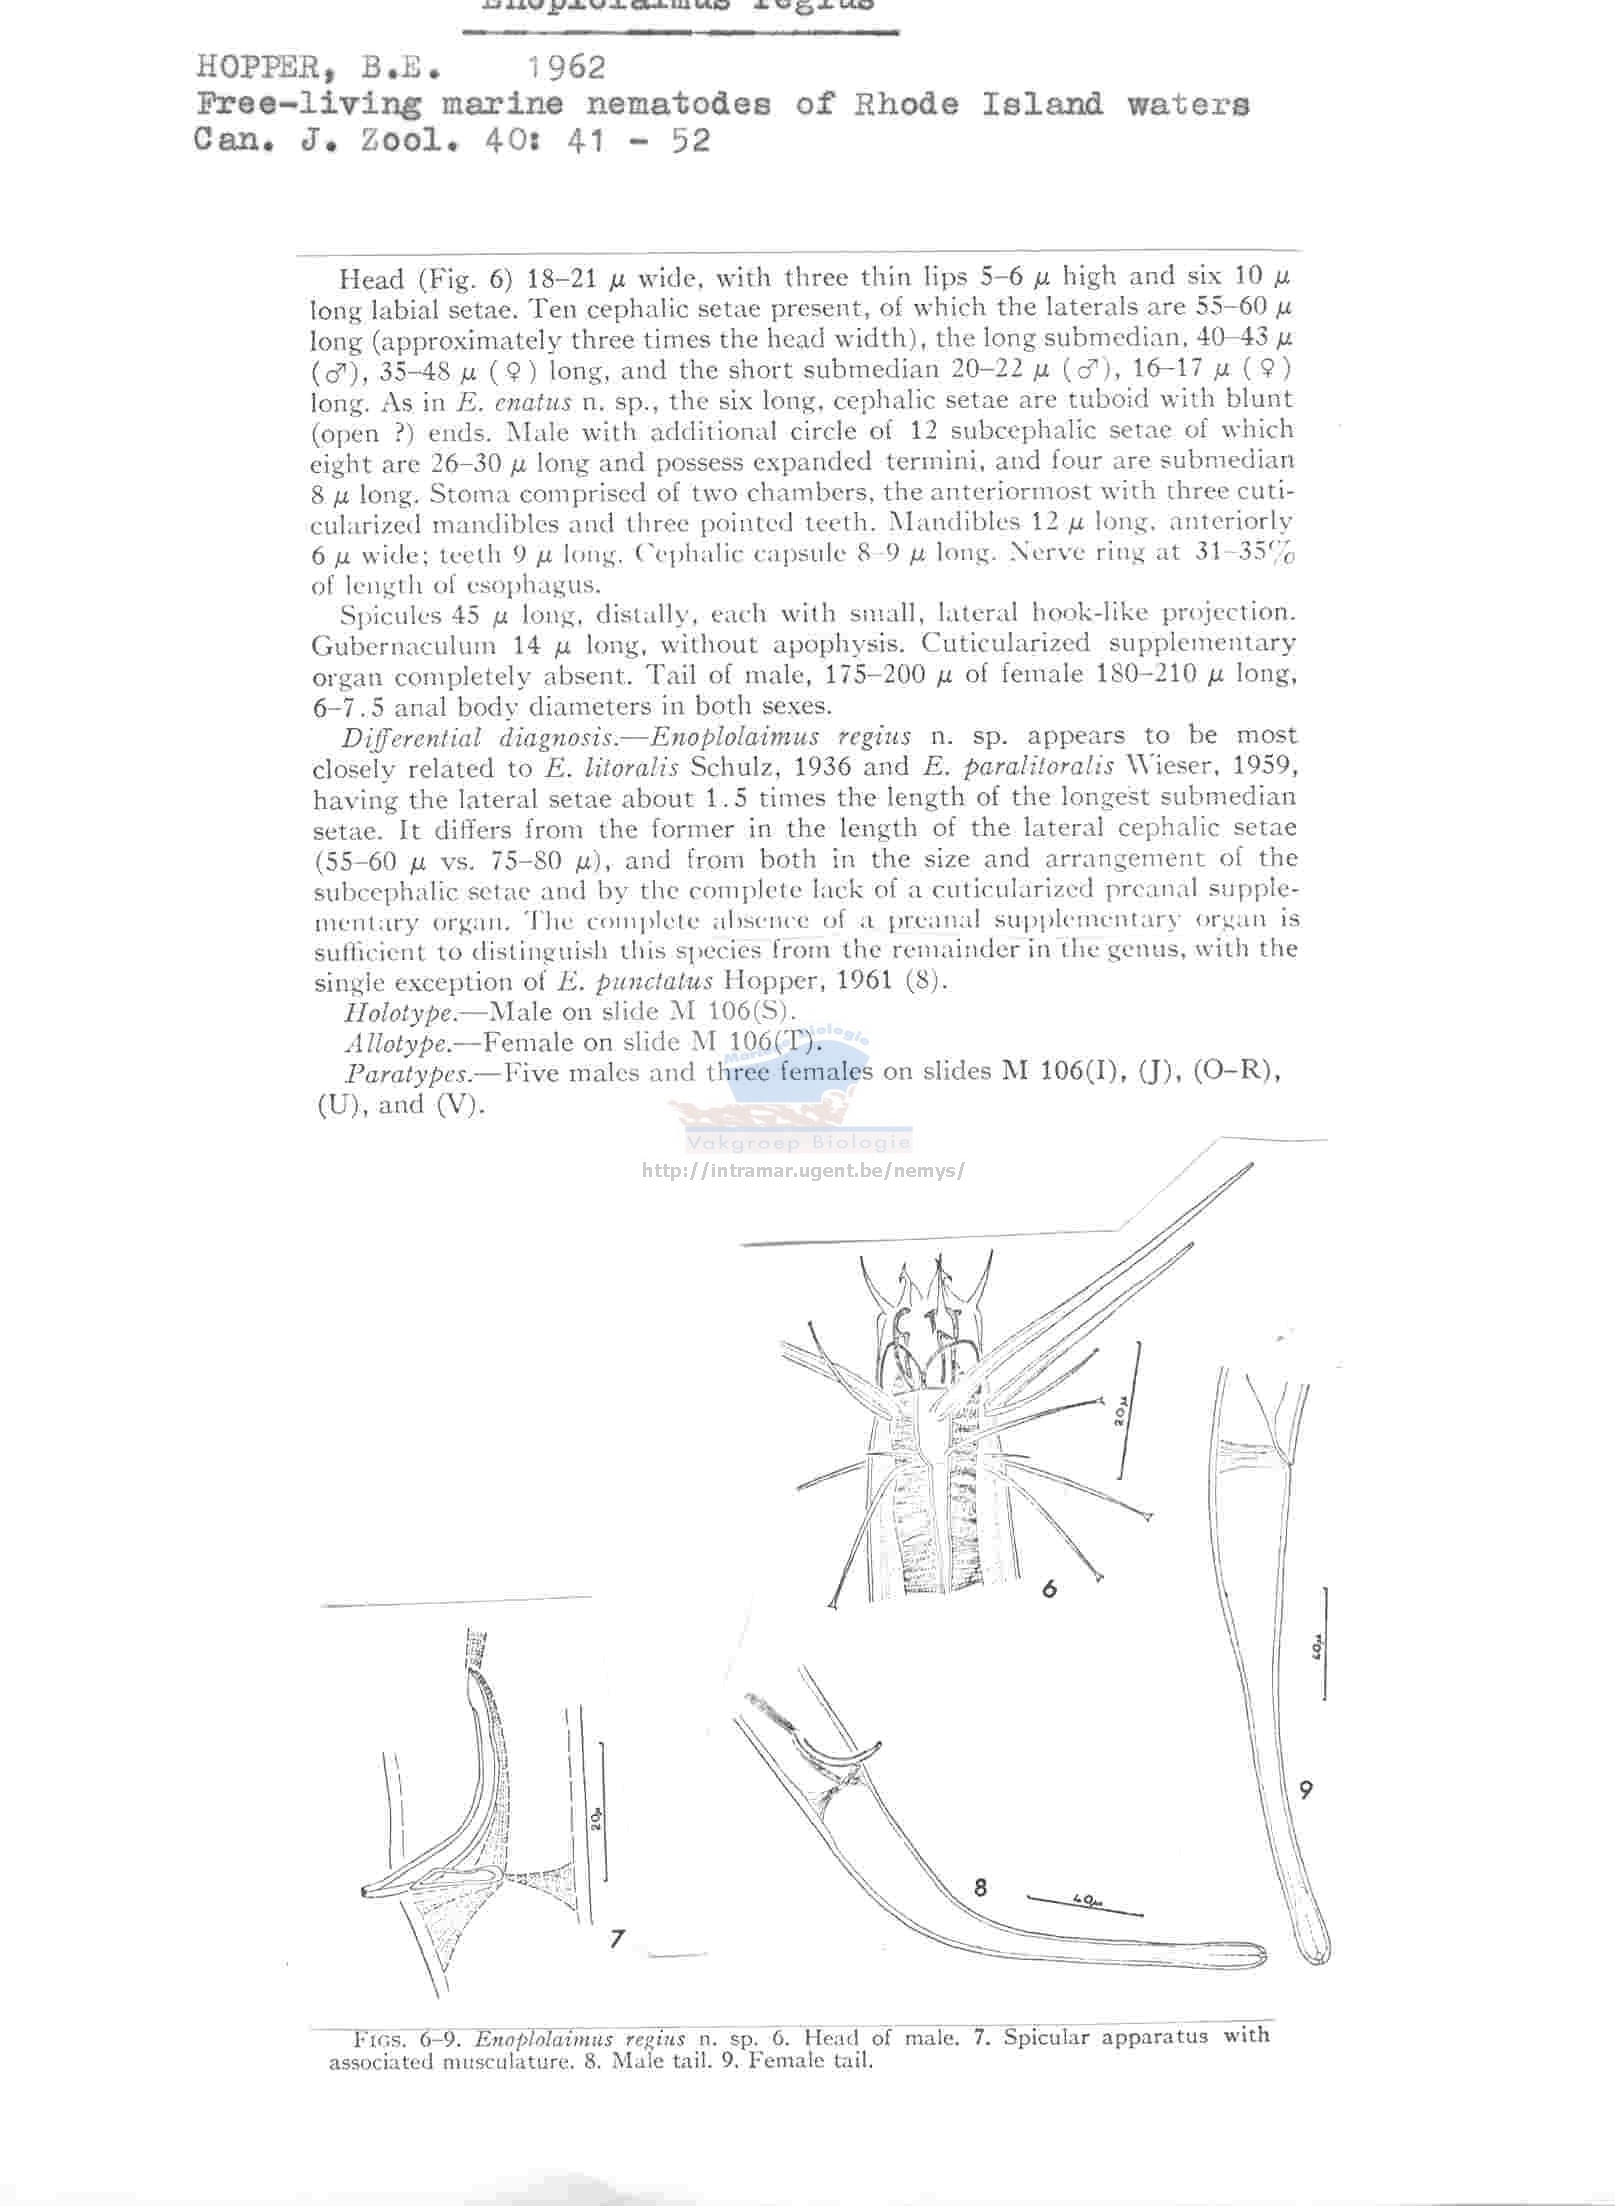 Enoplolaimus regius
HOPPER, B.E. 1962
Free-living marine nematodes of Rhode Island waters
Can. J. Zool. 40: 41 - 52
Head (Fig. 6) 18–21 μ wide, with three thin lips 5–6 μ high and six 10 μ
long labial setae. Ten cephalic setae present, of which the laterals are 55–60 μ
long (approximately three times the head width), the long submedian, 40–43 μ
(♂), 35–48 μ (♀) long, and the short submedian 20–22 μ (♂), 16–17 μ (♀)
long. As in E. enatus n. sp., the six long, cephalic setae are tuboid with blunt
(open ?) ends. Male with additional circle of 12 subcephalic setae of which
eight are 26–30 μ long and possess expanded termini, and four are submedian
8 μ long. Stoma comprised of two chambers, the anteriormost with three cuti-
cularized mandibles and three pointed teeth. Mandibles 12 μ long, anteriorly
6 μ wide; teeth 9 μ long. Cephalic capsule 8–9 μ long. Nerve ring at 31–35%
of length of esophagus.
Spicules 45 μ long, distally, each with small, lateral hook-like projection.
Gubernaculum 14 μ long, without apophysis. Cuticularized supplementary
organ completely absent. Tail of male, 175–200 μ of female 180–210 μ long,
6–7.5 anal body diameters in both sexes.
Differential diagnosis.—Enoplolaimus regius n. sp. appears to be most
closely related to E. litoralis Schulz, 1936 and E. paralitoralis Wieser, 1959,
having the lateral setae about 1.5 times the length of the longest submedian
setae. It differs from the former in the length of the lateral cephalic setae
(55–60 μ vs. 75–80 μ), and from both in the size and arrangement of the
subcephalic setae and by the complete lack of a cuticularized preanal supple-
mentary organ. The complete absence of a preanal supplementary organ is
sufficient to distinguish this species from the remainder in the genus, with the
single exception of E. punctatus Hopper, 1961 (8).
Holotype.—Male on slide M 106(S).
Allotype.—Female on slide M 106(T).
Paratypes.—Five males and three females on slides M 106(I), (J), (O–R),
(U), and (V).
Mariene Biologie
Vakgroep Biologie
http://intramar.ugent.be/nemys/
20μ
6
40μ
9
20μ
7
8
40μ
FIGS. 6–9. Enoplolaimus regius n. sp. 6. Head of male. 7. Spicular apparatus with
associated musculature. 8. Male tail. 9. Female tail.